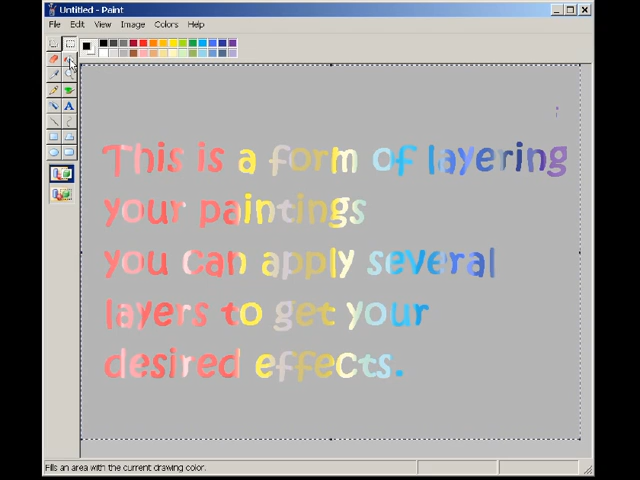 Untitled - Paint
File Edit View Image Colors Help
A
This is a form of layering
your paintings
you can apply several
layers to get your
desired effects.
Fills an area with the current drawing color.